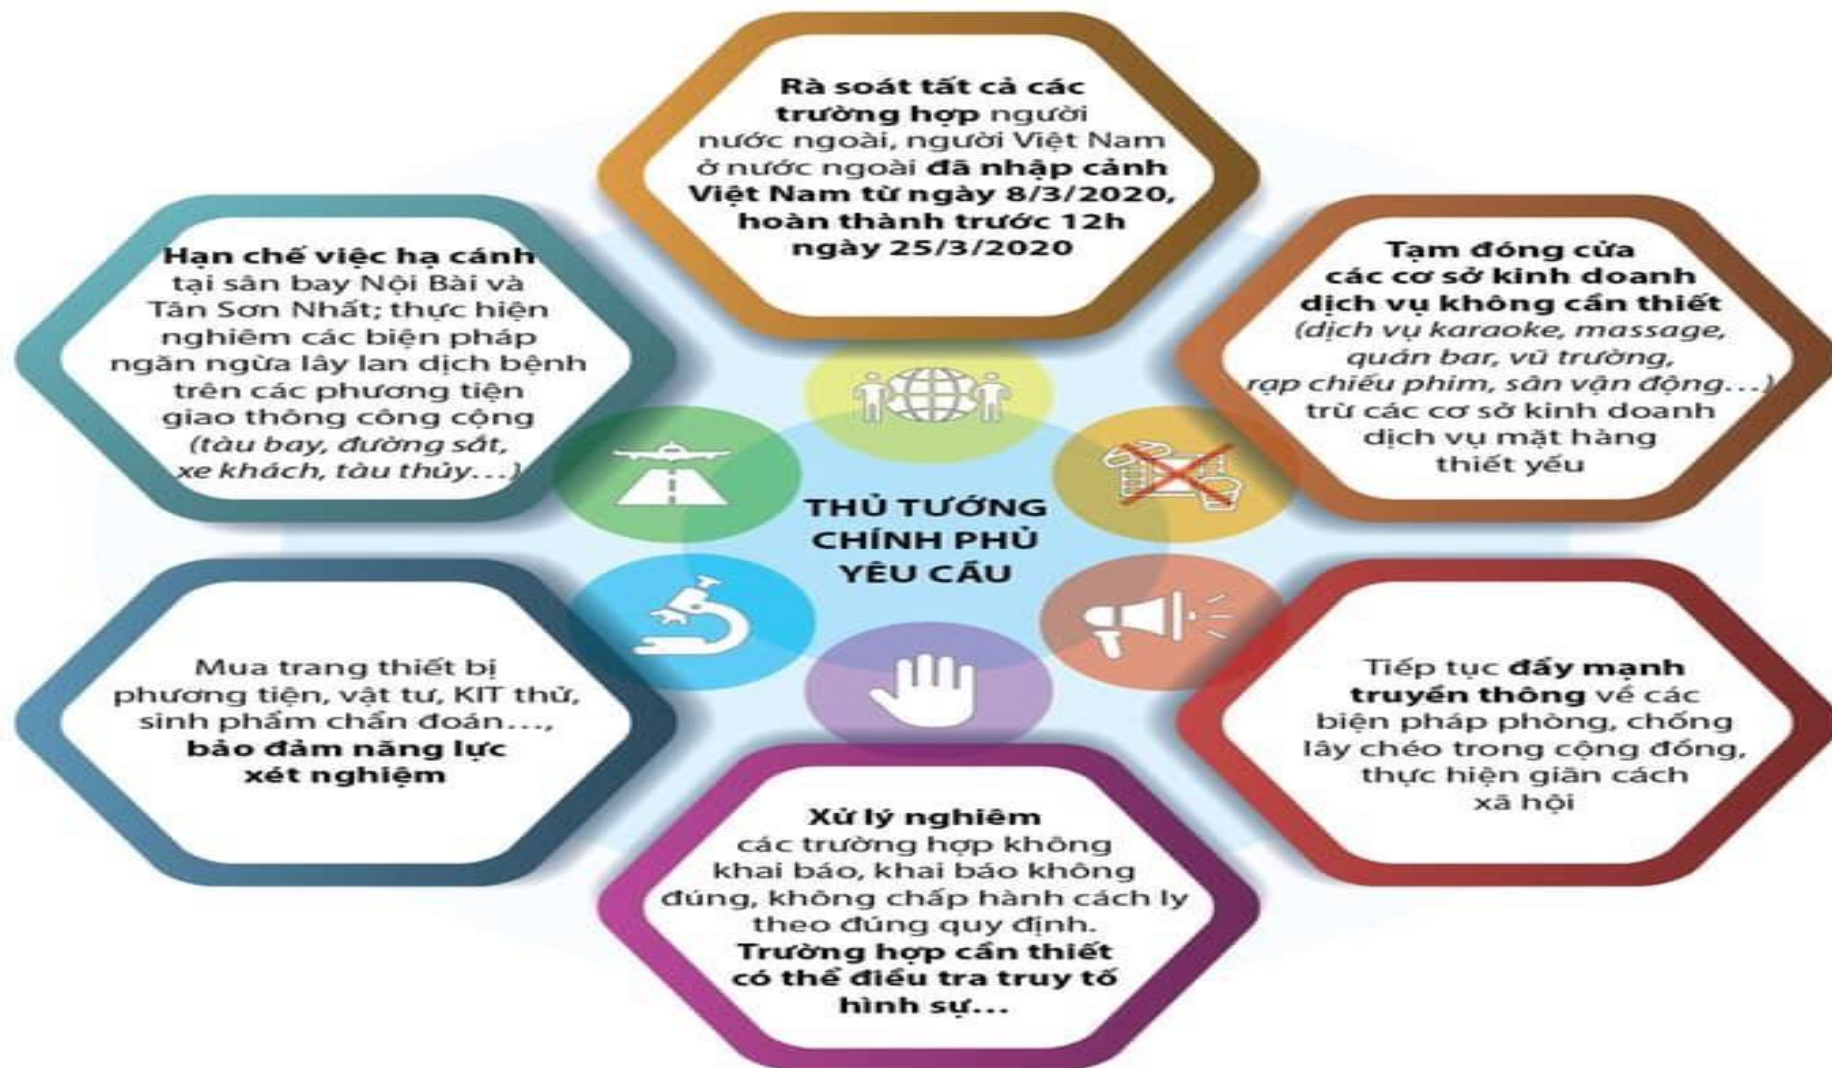 Rà soát tất cả các
trường hợp người
nước ngoài, người Việt Nam
ở nước ngoài đã nhập cảnh
Việt Nam từ ngày 8/3/2020,
hoàn thành trước 12h
ngày 25/3/2020
Hạn chế việc hạ cánh
tại sân bay Nội Bài và
Tân Sơn Nhất; thực hiện
nghiêm các biện pháp
ngăn ngừa lây lan dịch bệnh
trên các phương tiện
giao thông công cộng
(tàu bay, đường sắt,
xe khách, tàu thủy...)
Tạm đóng cửa
các cơ sở kinh doanh
dịch vụ không cần thiết
(dịch vụ karaoke, massage,
quán bar, vũ trường,
rạp chiếu phim, sân vận động...)
trừ các cơ sở kinh doanh
dịch vụ mặt hàng
thiết yếu
THỦ TƯỚNG
CHÍNH PHỦ
YÊU CẦU
Mua trang thiết bị
phương tiện, vật tư, KIT thử,
sinh phẩm chẩn đoán...,
bảo đảm năng lực
xét nghiệm
Tiếp tục đẩy mạnh
truyền thông về các
biện pháp phòng, chống
lây chéo trong cộng đồng,
thực hiện giãn cách
xã hội
Xử lý nghiêm
các trường hợp không
khai báo, khai báo không
đúng, không chấp hành cách ly
theo đúng quy định.
Trường hợp cần thiết
có thể điều tra truy tố
hình sự...